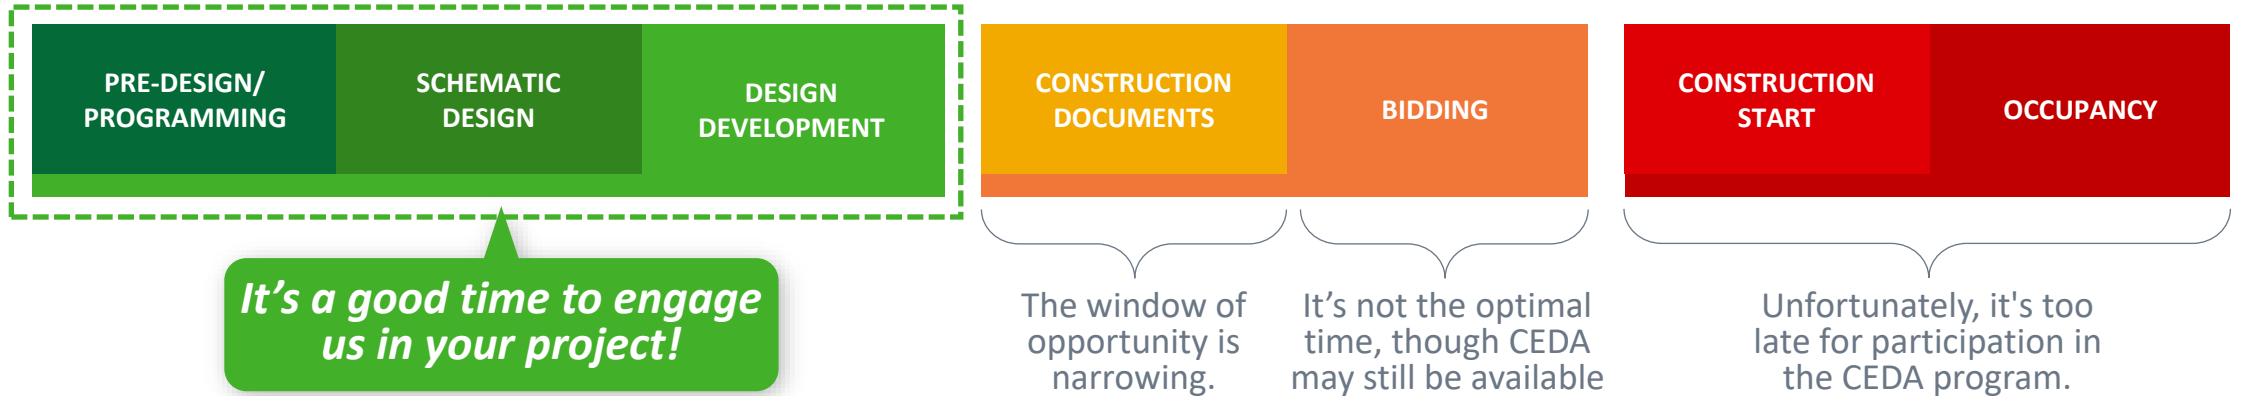 PRE-DESIGN/
PROGRAMMING
SCHEMATIC
DESIGN
DESIGN
DEVELOPMENT
CONSTRUCTION
DOCUMENTS
BIDDING
CONSTRUCTION
START
OCCUPANCY
It’s a good time to engage
us in your project!
The window of
opportunity is
narrowing.
It’s not the optimal
time, though CEDA
may still be available
Unfortunately, it's too
late for participation in
the CEDA program.